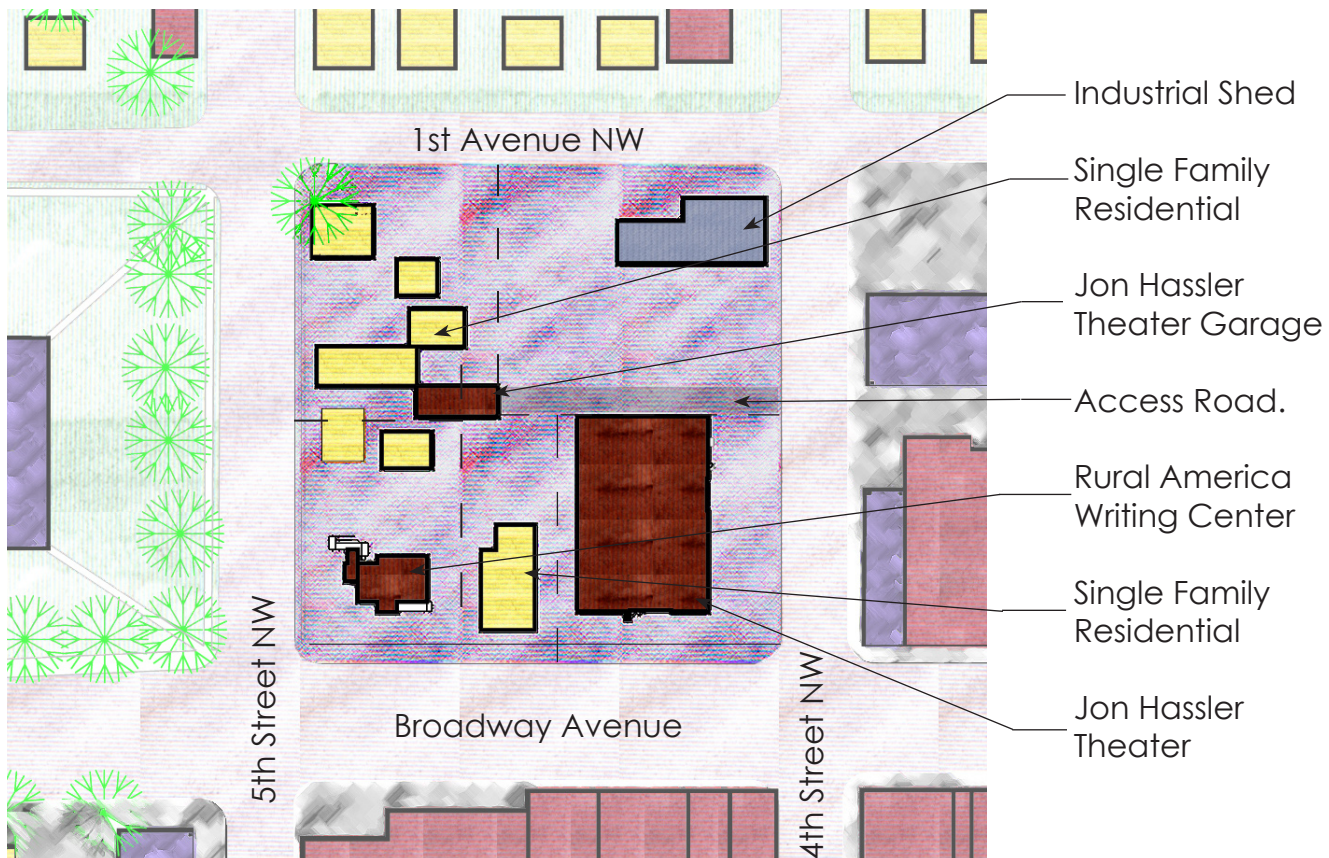 Industrial Shed
1st Avenue NW
Single Family
Residential
Jon Hassler
Theater Garage
Access Road.
Rural America
Writing Center
Single Family
Residential
Jon Hassler
Theater
5th Street NW
Broadway Avenue
4th Street NW